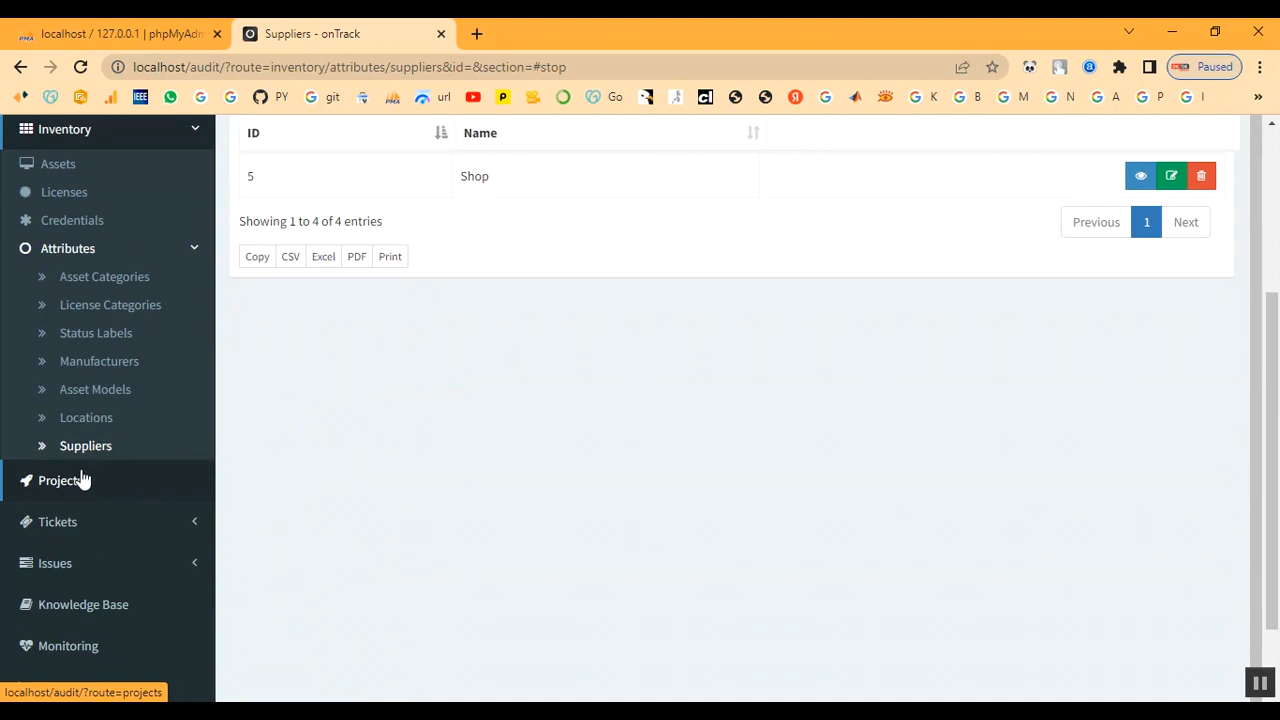 localhost / 127.0.0.1 | phpMyAdn
Suppliers - onTrack
localhost/audit/?route=inventory/attributes/suppliers&id=&section=#stop
Paused
PY
git
url
Go
K
B
M
N
A
P
I
»
Inventory
Assets
Licenses
Credentials
Attributes
» Asset Categories
» License Categories
» Status Labels
» Manufacturers
» Asset Models
» Locations
» Suppliers
Projects
Tickets
Issues
Knowledge Base
Monitoring
localhost/audit/?route=projects
ID Name
5 Shop
Showing 1 to 4 of 4 entries
Previous 1 Next
Copy CSV Excel PDF Print